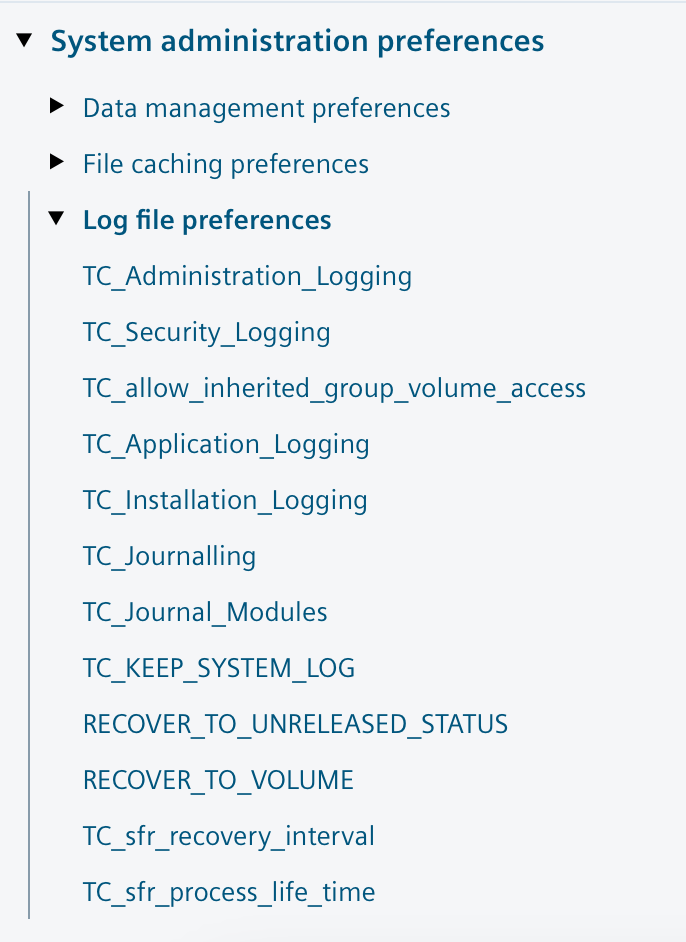 System administration preferences
Data management preferences
File caching preferences
Log file preferences
TC_Administration_Logging
TC_Security_Logging
TC_allow_inherited_group_volume_access
TC_Application_Logging
TC_Installation_Logging
TC_Journalling
TC_Journal_Modules
TC_KEEP_SYSTEM_LOG
RECOVER_TO_UNRELEASED_STATUS
RECOVER_TO_VOLUME
TC_sfr_recovery_interval
TC_sfr_process_life_time